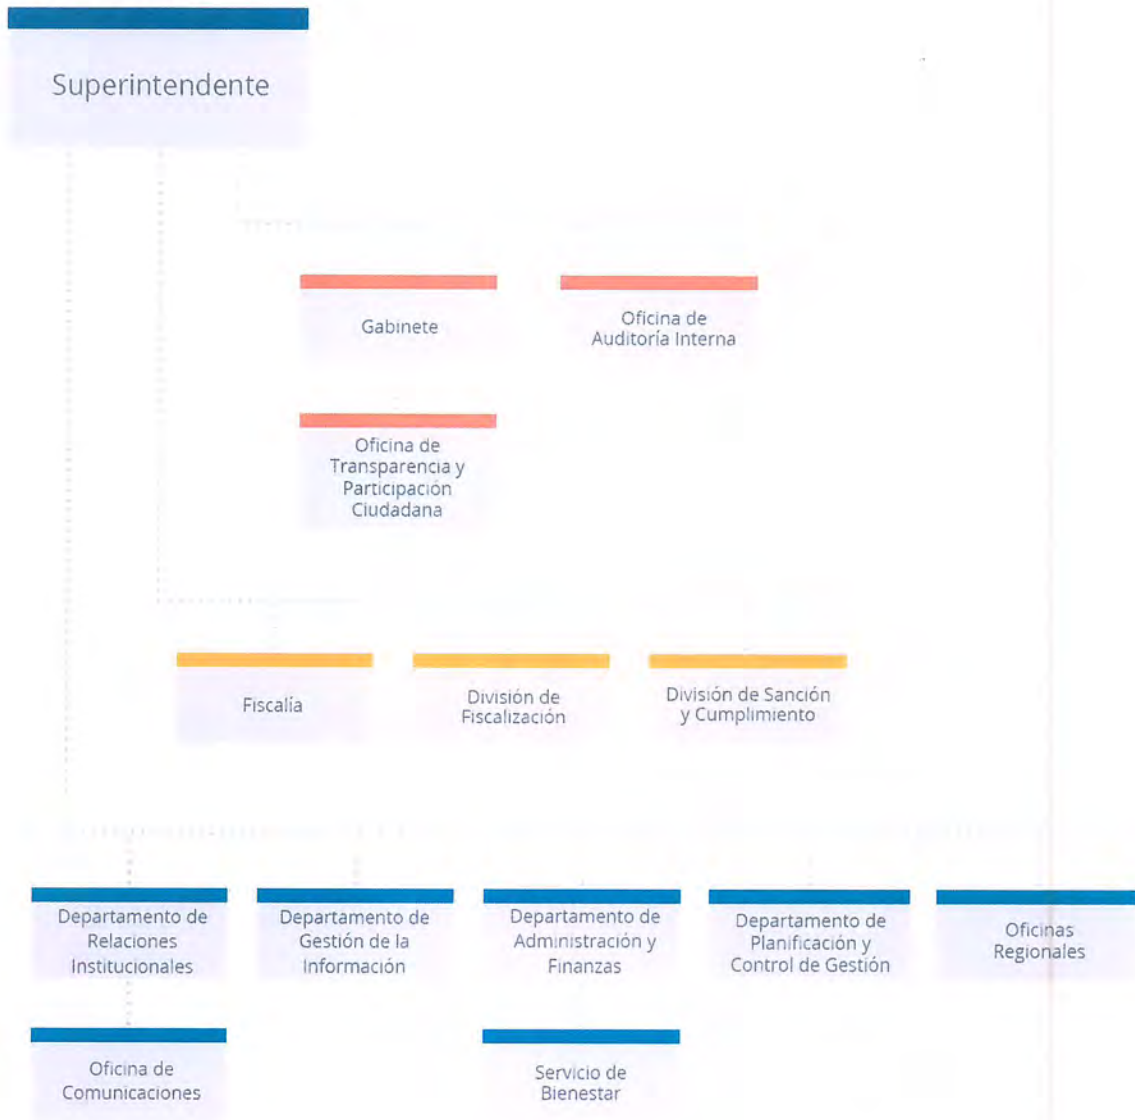 Superintendente
Gabinete
Oficina de
Auditoría Interna
Oficina de
Transparencia y
Participación
Ciudadana
Fiscalía
División de
Fiscalización
División de Sanción
y Cumplimiento
Departamento de
Relaciones
Institucionales
Departamento de
Gestión de la
Información
Departamento de
Administración y
Finanzas
Departamento de
Planificación y
Control de Gestión
Oficinas
Regionales
Oficina de
Comunicaciones
Servicio de
Bienestar